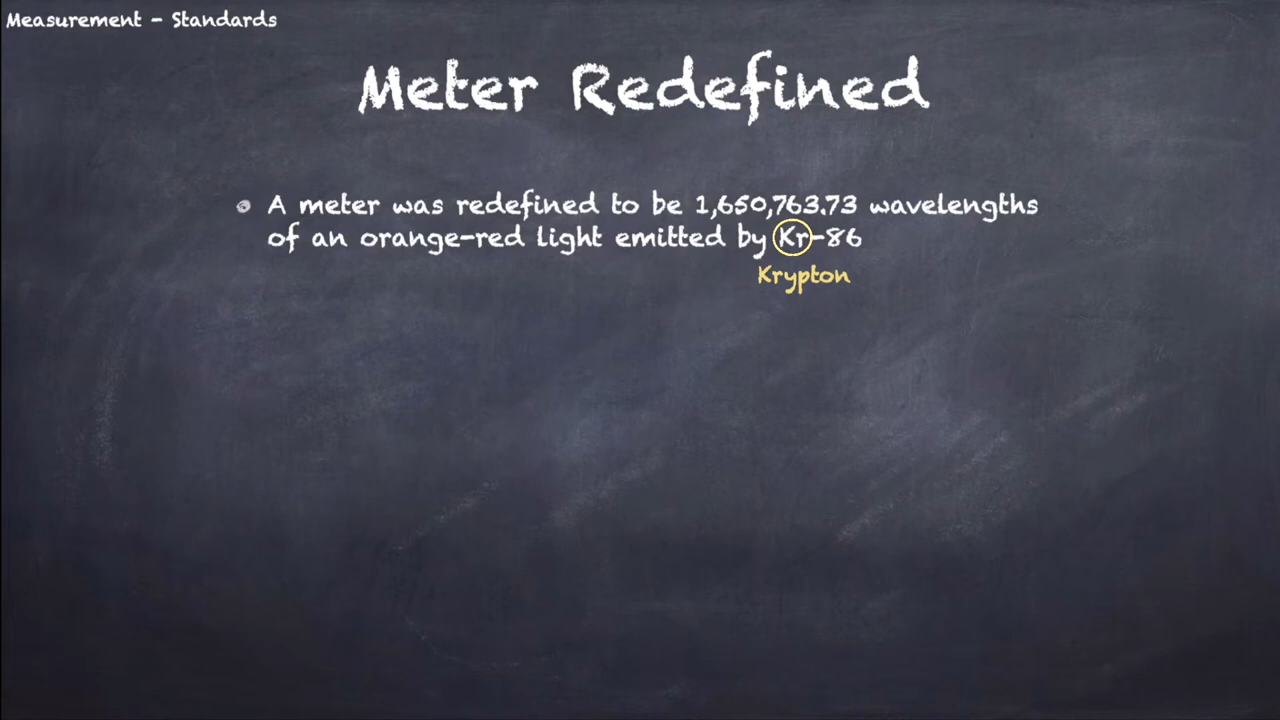 Measurement - Standards
Meter Redefined
A meter was redefined to be 1,650,763.73 wavelengths
of an orange-red light emitted by Kr-86
Krypton